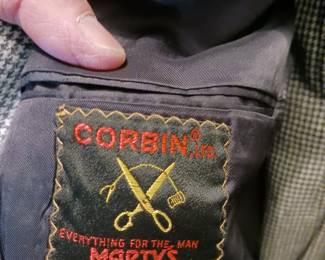 CORBIN,® LTD.
EVERYTHING FOR THE MAN
MARTY'S